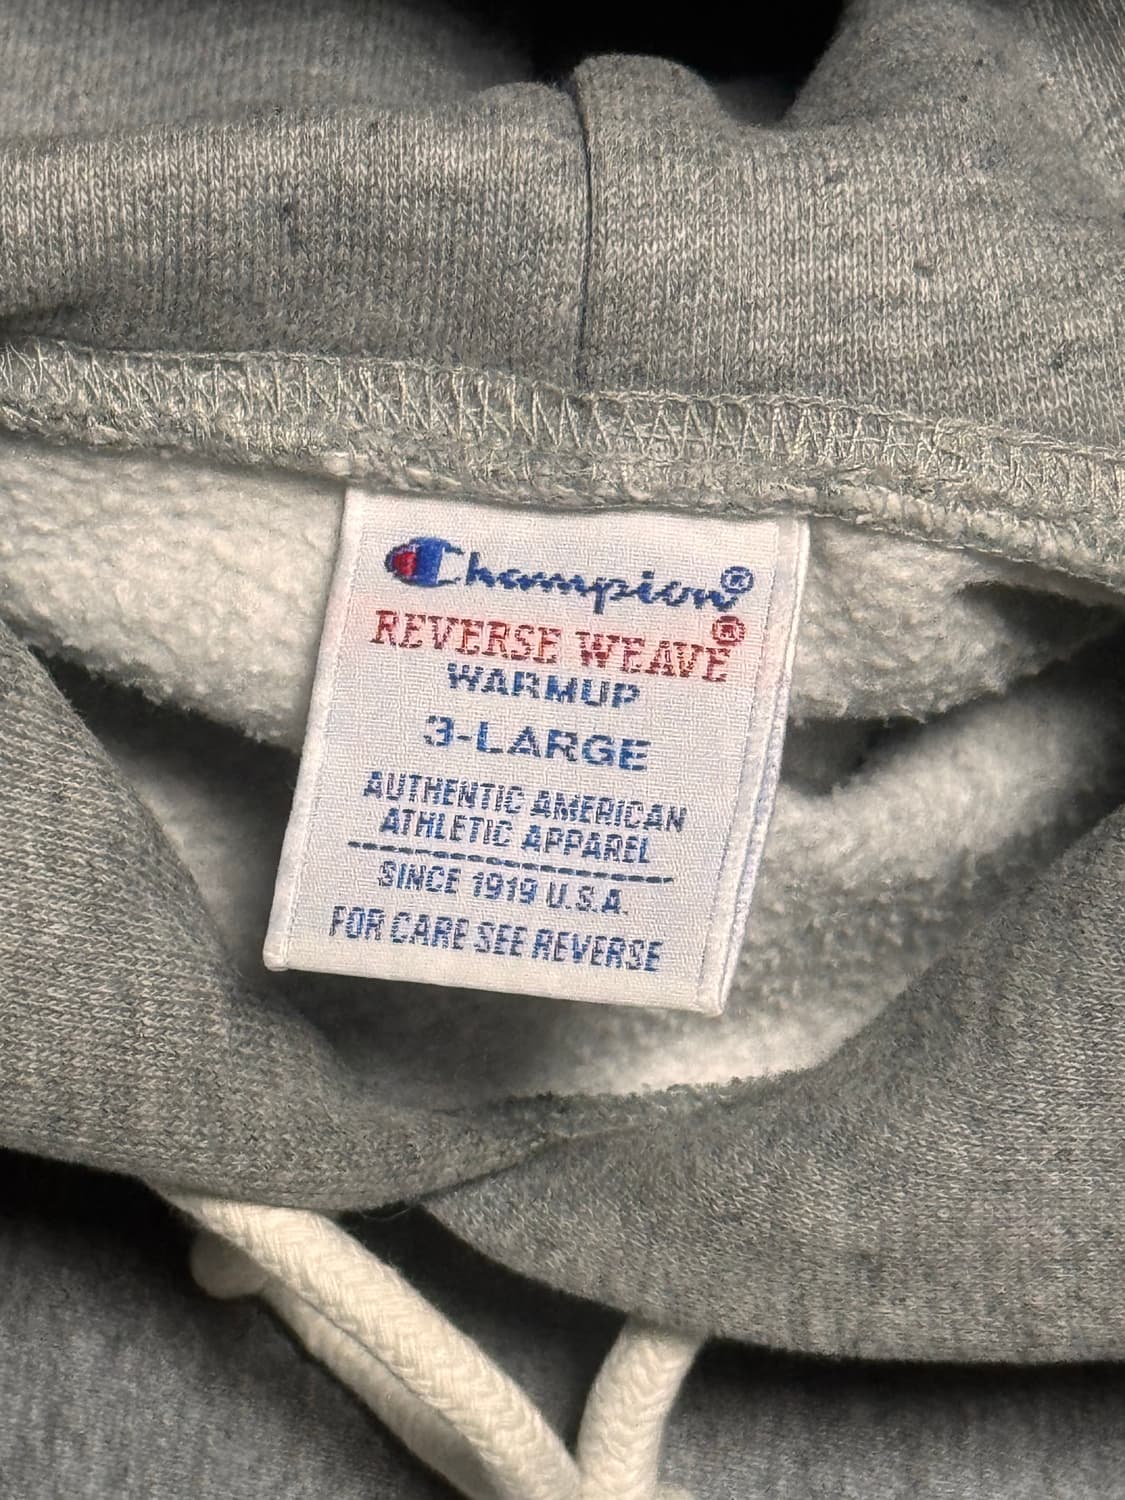 Champion®
REVERSE WEAVE®
WARMUP
3-LARGE
AUTHENTIC AMERICAN
ATHLETIC APPAREL
SINCE 1919 U.S.A.
FOR CARE SEE REVERSE